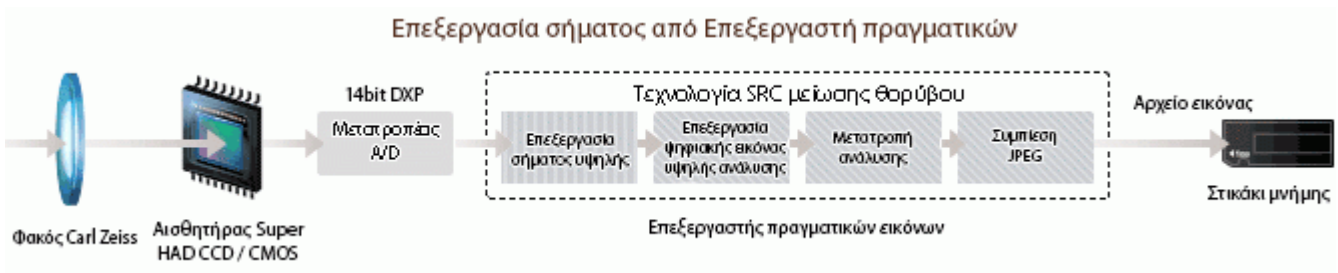 Επεξεργασία σήματος από Επεξεργαστή πραγματικών
14bit DXP
Μετατροπέας
A/D
Τεχνολογία SRC μείωσης θορύβου
Επεξεργασία
σήματος υψηλής
Επεξεργασία
ψηφιακής εικόνας
υψηλής ανάλυσης
Μετατροπή
ανάλυσης
Συμπίεση
JPEG
Αρχείο εικόνας
Στικάκι μνήμης
Φακός Carl Zeiss
Αισθητήρας Super
HAD CCD / CMOS
Επεξεργαστής πραγματικών εικόνων